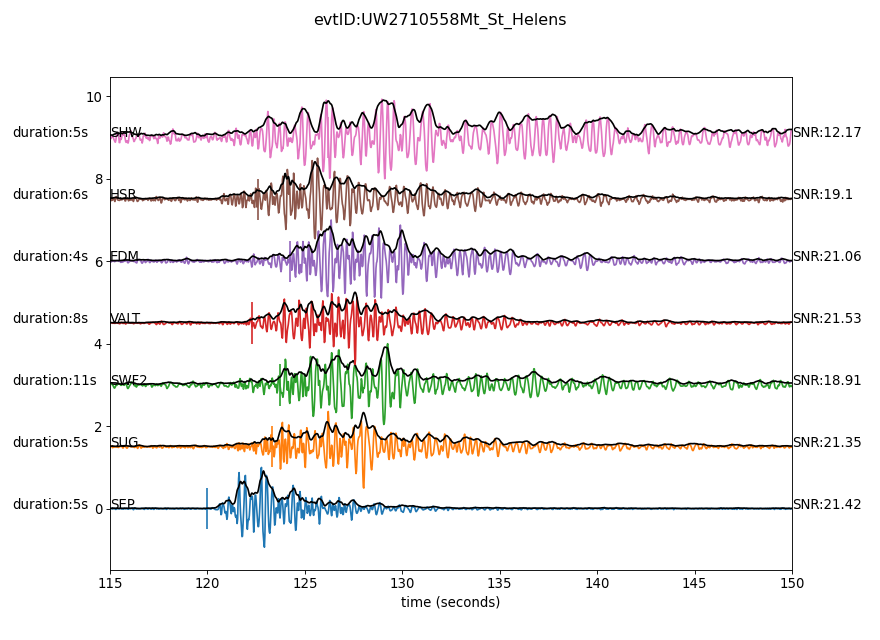 evtID:UW2710558Mt_St_Helens
10
duration:5s SHW SNR:12.17
8
duration:6s HSR SNR:19.1
duration:4s EDM SNR:21.06
6
duration:8s VALT SNR:21.53
4
duration:11s SWF2 SNR:18.91
2
duration:5s SUG SNR:21.35
duration:5s SEP SNR:21.42
0
115 120 125 130 135 140 145 150
time (seconds)